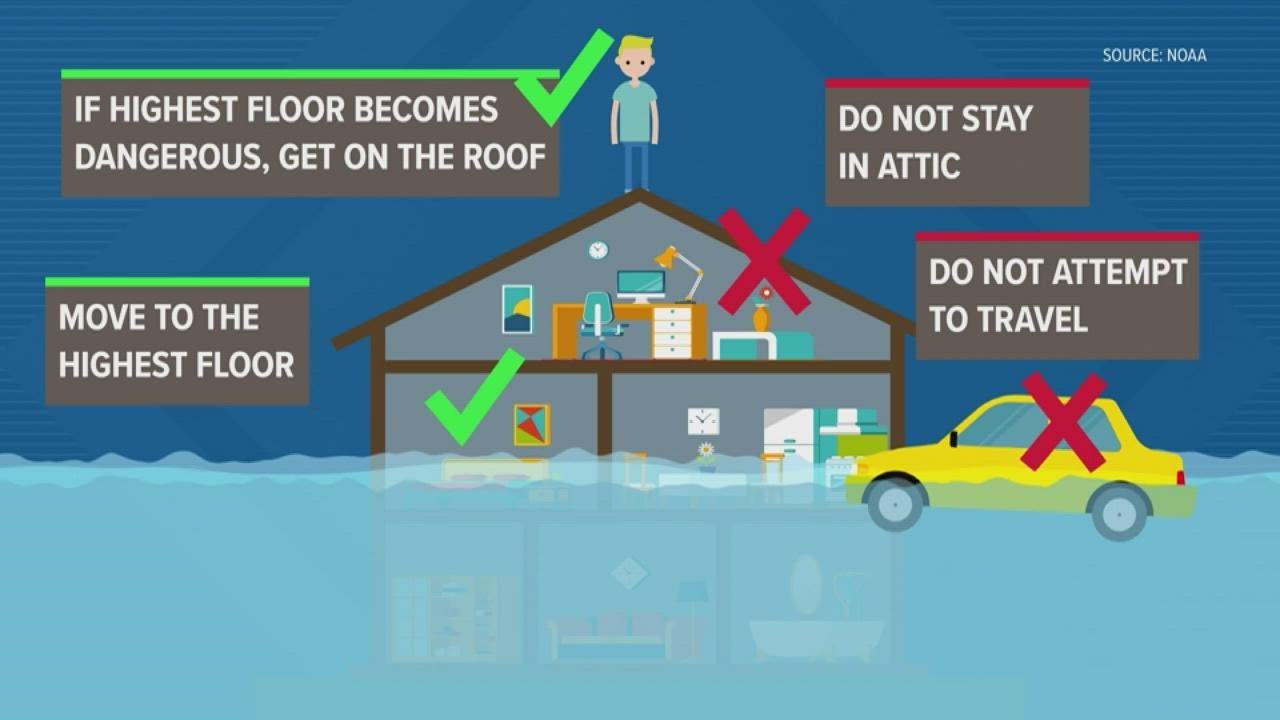 SOURCE: NOAA
IF HIGHEST FLOOR BECOMES
DANGEROUS, GET ON THE ROOF
DO NOT STAY
IN ATTIC
DO NOT ATTEMPT
TO TRAVEL
MOVE TO THE
HIGHEST FLOOR